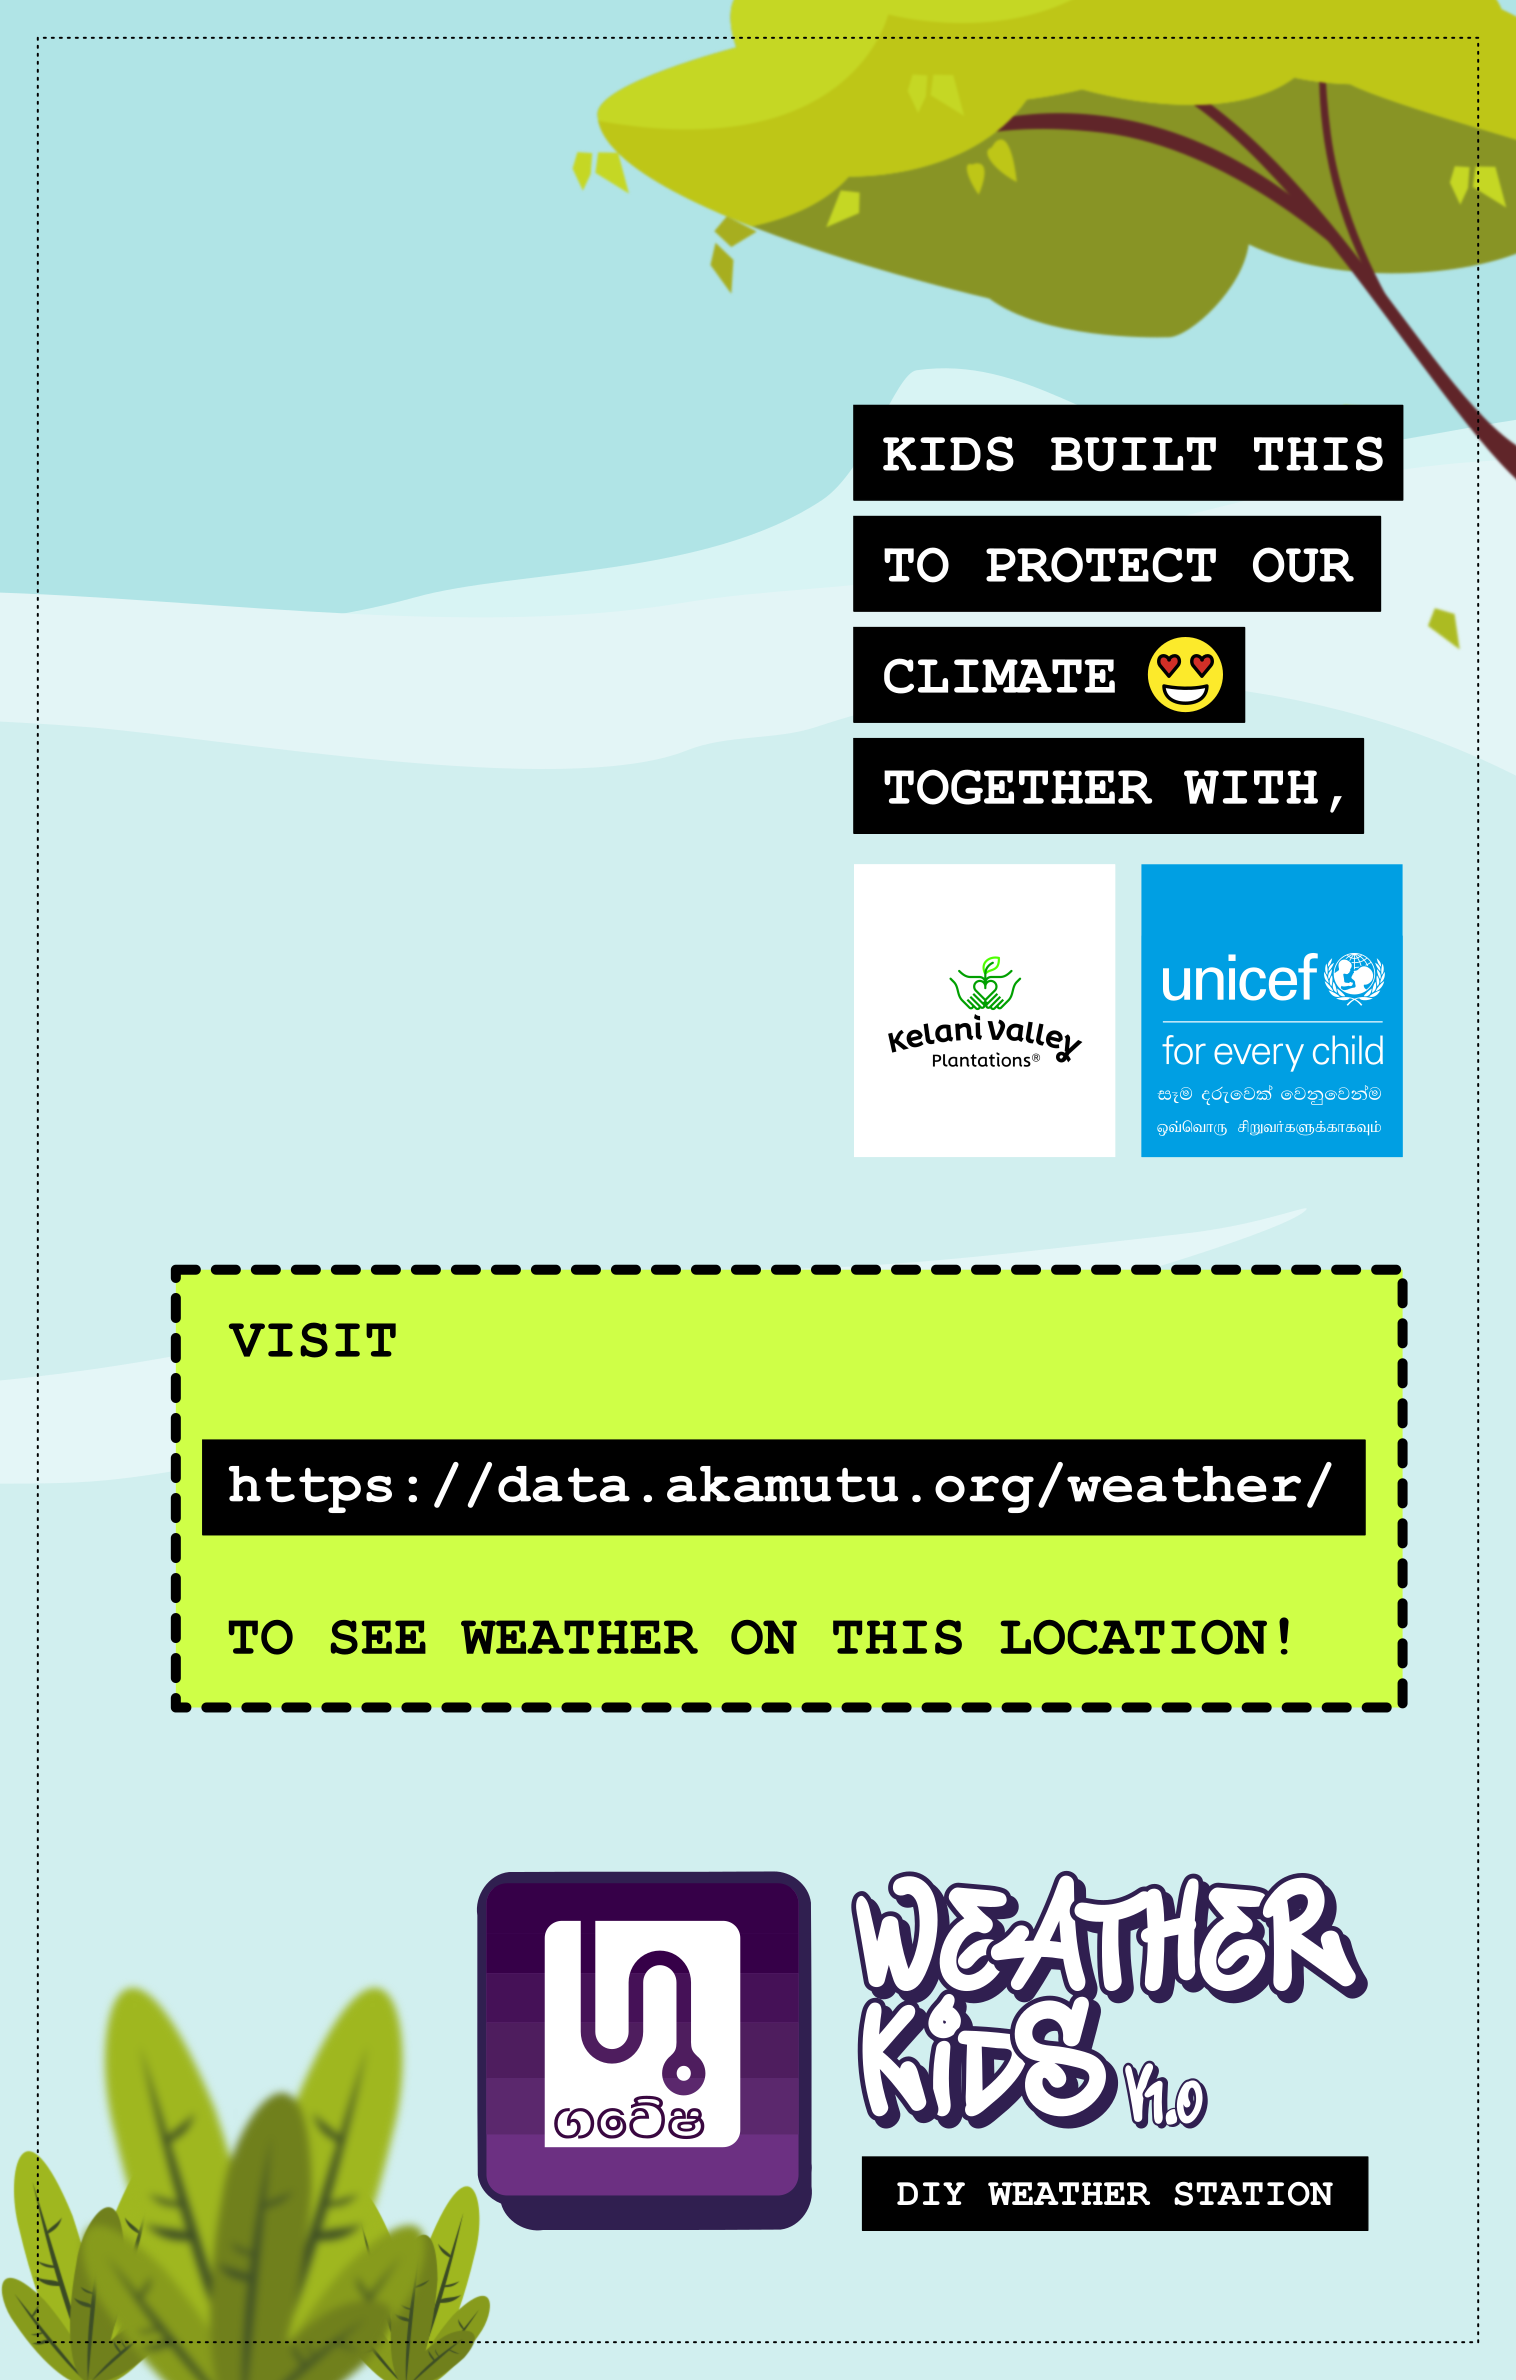 KIDS BUILT THIS
TO PROTECT OUR
CLIMATE 😍
TOGETHER WITH,
Kelani Valley
Plantations®
unicef
for every child
සෑම දරුවෙක් වෙනුවෙන්ම
ஒவ்வொரு சிறுவர்களுக்காகவும்
VISIT
https://data.akamutu.org/weather/
TO SEE WEATHER ON THIS LOCATION!
ගවේෂ
WEATHER
KiDS V1.0
DIY WEATHER STATION